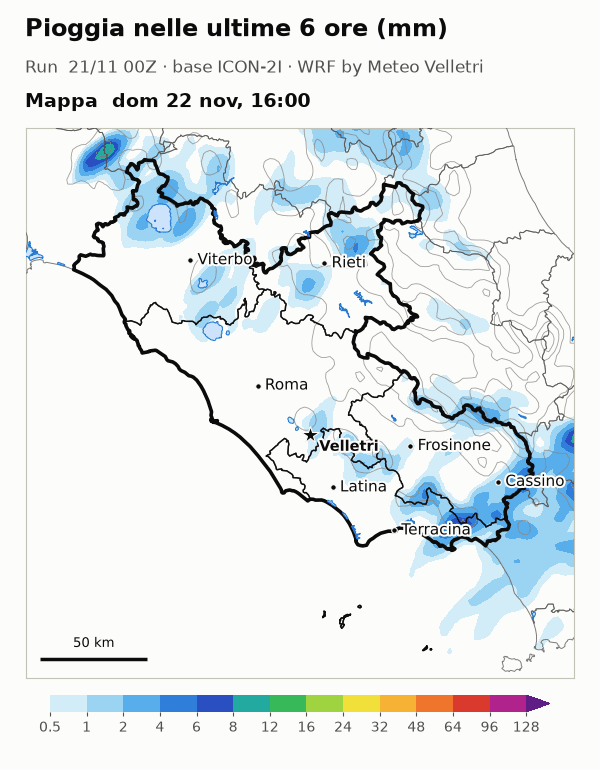 Pioggia nelle ultime 6 ore (mm)
Run 21/11 00Z · base ICON-2I · WRF by Meteo Velletri
Mappa dom 22 nov, 16:00
Viterbo
Rieti
Roma
Velletri
Frosinone
Latina
Cassino
Terracina
50 km
0.5 1 2 4 6 8 12 16 24 32 48 64 96 128